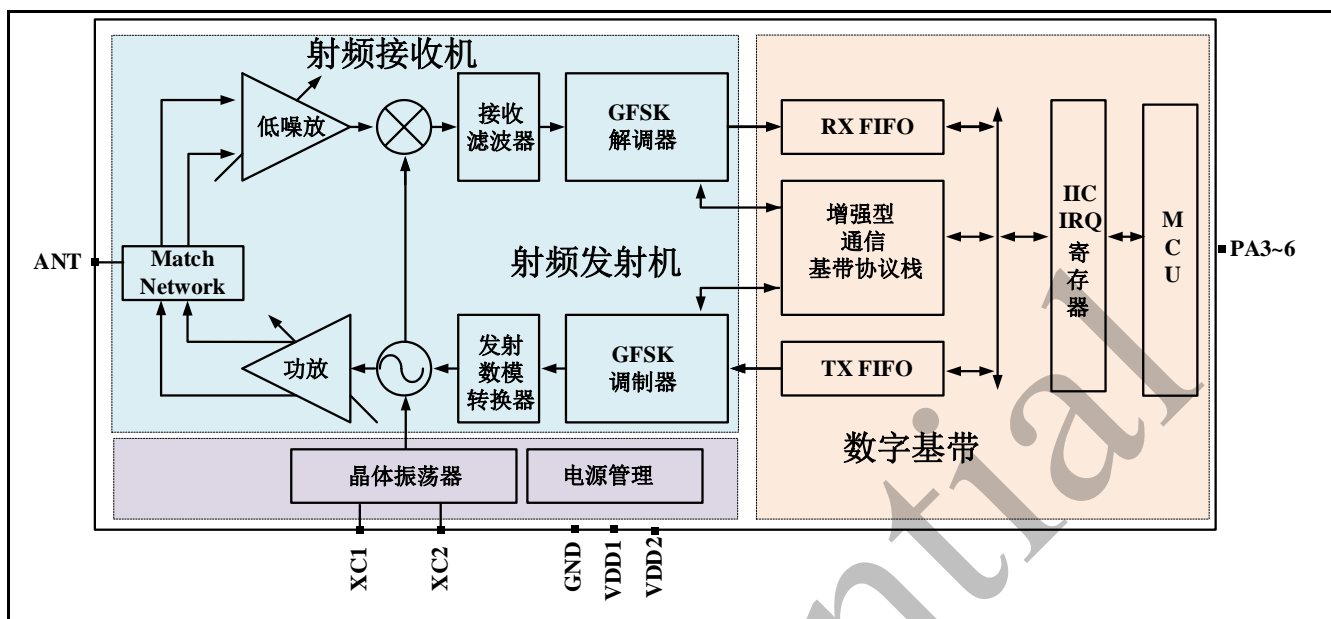 射频接收机
低噪放
接收
滤波器
GFSK
解调器
RX FIFO
增强型
通信
基带协议栈
IIC
IRQ
寄
存
器
M
C
U
ANT
Match
Network
射频发射机
PA3~6
功放
发射
数模
转换器
GFSK
调制器
TX FIFO
数字基带
晶体振荡器
电源管理
XC1
XC2
GND
VDD1
VDD2
ntial